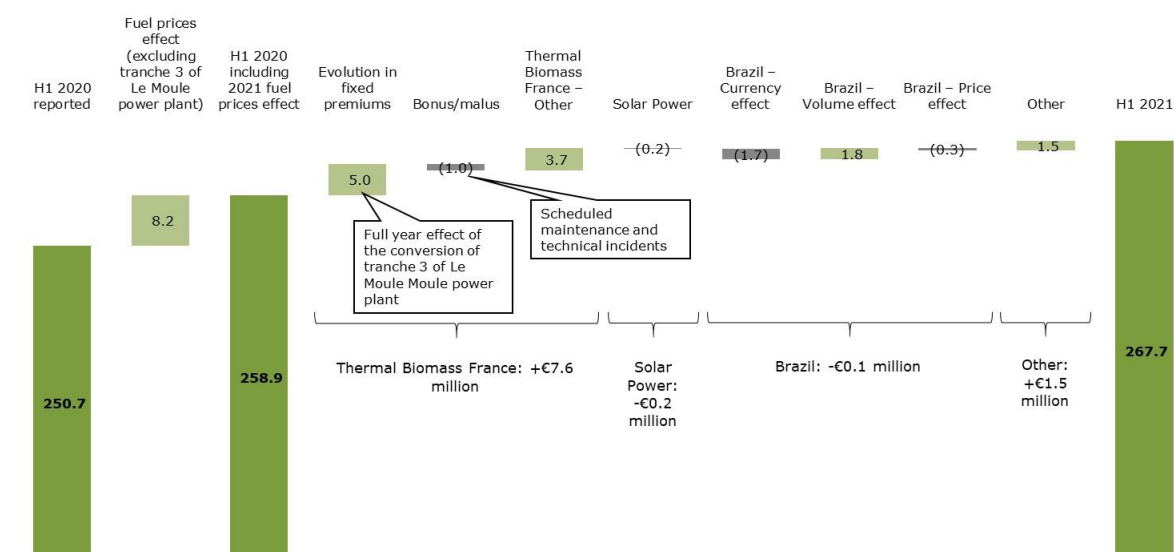 Fuel prices
effect
(excluding
tranche 3 of
Le Moule
power plant)
H1 2020
reported
H1 2020
including
2021 fuel
prices effect
Evolution in
fixed
premiums
Bonus/malus
Thermal
Biomass
France –
Other
Solar Power
Brazil –
Currency
effect
Brazil –
Volume effect
Brazil – Price
effect
Other
H1 2021
250.7
8.2
258.9
5.0
(1.0)
3.7
(0.2)
(1.7)
1.8
(0.3)
1.5
267.7
Full year effect of
the conversion of
tranche 3 of Le
Moule Moule power
plant
Scheduled
maintenance and
technical incidents
Thermal Biomass France: +€7.6
million
Solar
Power:
-€0.2
million
Brazil: -€0.1 million
Other:
+€1.5
million